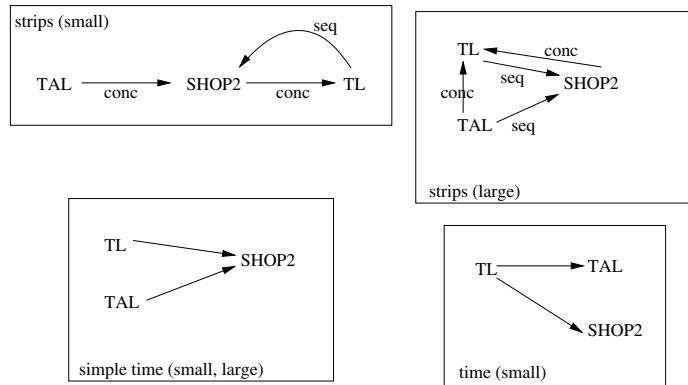 strips (small)
seq
TAL
SHOP2
TL
conc
conc
TL
conc
seq
SHOP2
conc
TAL
seq
strips (large)
TL
SHOP2
TAL
simple time (small, large)
TL
TAL
SHOP2
time (small)